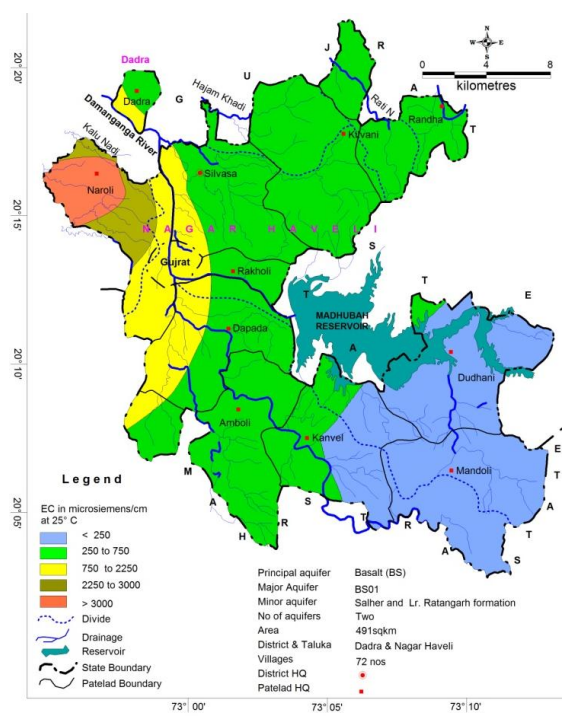 Dadra
Dadra
Damanganga River
Kalu Nadi
Hajam Khadi
G U J R A T
Rati N
Randha
Kilvani
Silvasa
Naroli
N A G A R H A V E L I
Gujrat
Rakholi
S T A T E
MADHUBAH
RESERVOIR
Dapada
Dudhani
Amboli
Kanvel
Mandoli
M A H R S T R A S T A T E
N
W E
S
0 4 8
kilometres
20° 20'
20° 15'
20° 10'
20° 05'
73° 00'
73° 05'
73° 10'
Legend
EC in microsiemens/cm
at 25° C
< 250
250 to 750
750 to 2250
2250 to 3000
> 3000
Divide
Drainage
Reservoir
State Boundary
Patelad Boundary
Principal aquifer Basalt (BS)
Major Aquifer BS01
Minor aquifer Salher and Lr. Ratangarh formation
No of aquifers Two
Area 491sqkm
District & Taluka Dadra & Nagar Haveli
Villages 72 nos
District HQ
Patelad HQ